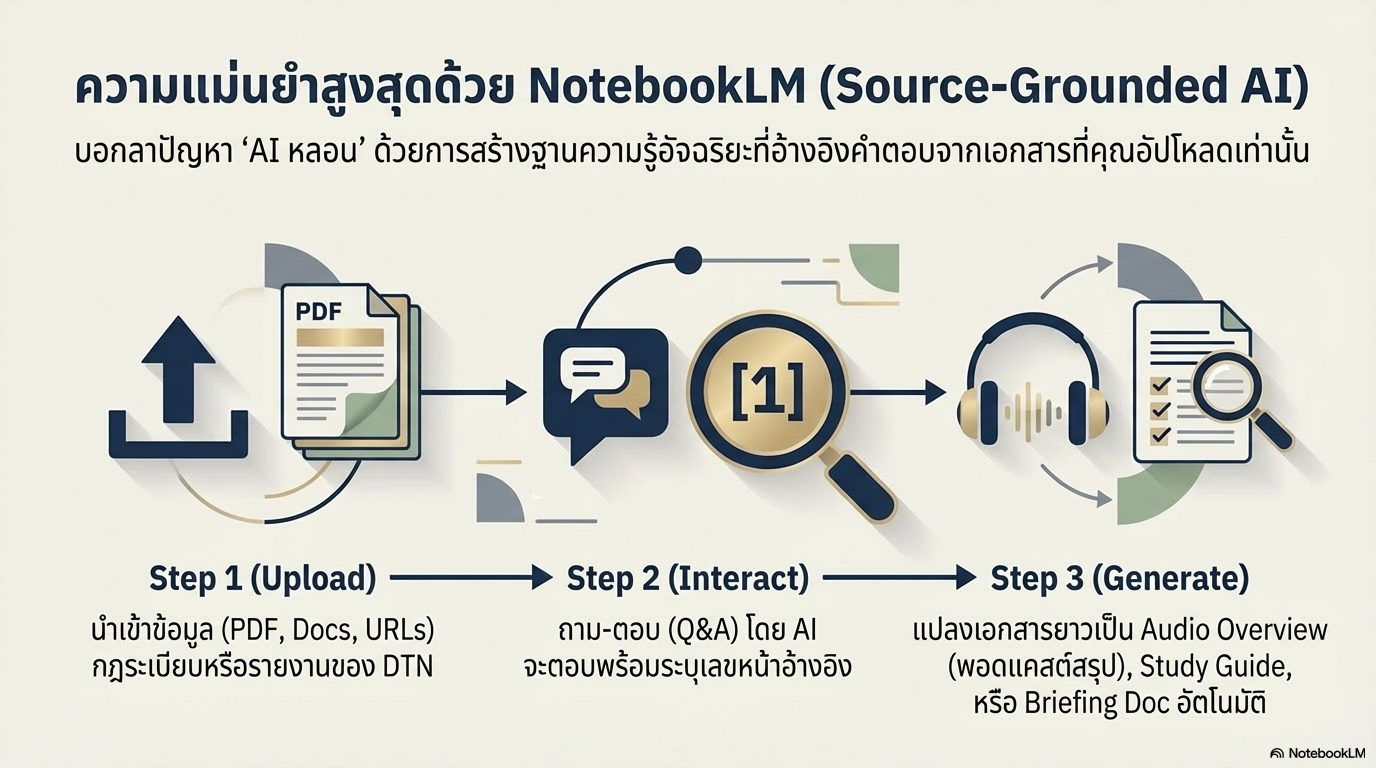 ความแม่นยำสูงสุดด้วย NotebookLM (Source-Grounded AI)
บอกลาปัญหา ‘AI หลอน’ ด้วยการสร้างฐานความรู้อัจฉริยะที่อ้างอิงคำตอบจากเอกสารที่คุณอัปโหลดเท่านั้น
PDF
[1]
Step 1 (Upload)
นำเข้าข้อมูล (PDF, Docs, URLs)
กฎระเบียบหรือรายงานของ DTN
Step 2 (Interact)
ถาม-ตอบ (Q&A) โดย AI
จะตอบพร้อมระบุเลขหน้าอ้างอิง
Step 3 (Generate)
แปลงเอกสารยาวเป็น Audio Overview
(พอดแคสต์สรุป), Study Guide,
หรือ Briefing Doc อัตโนมัติ
NotebookLM